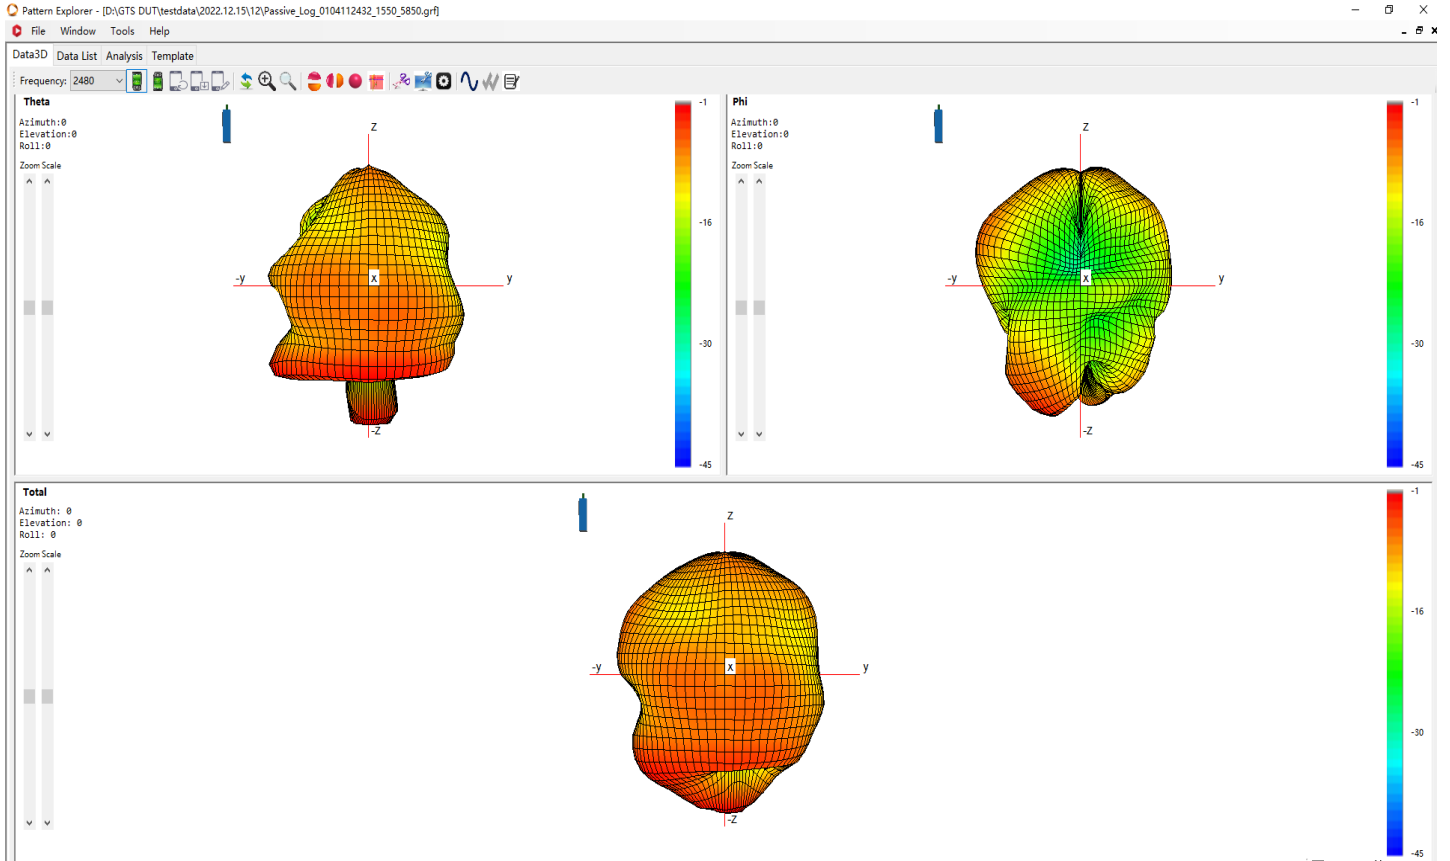 Pattern Explorer - [D:\GTS DUT\testdata\2022.12.15\12\Passive_Log_0104112432_1550_5850.grf]
File Window Tools Help
Data3D Data List Analysis Template
Frequency: 2480
Theta
Azimuth:0
Elevation:0
Roll:0
Zoom Scale
Z
-y
X
y
-Z
-1
-16
-30
-45
Phi
Azimuth:0
Elevation:0
Roll:0
Zoom Scale
Z
-y
X
y
-Z
-1
-16
-30
-45
Total
Azimuth: 0
Elevation: 0
Roll: 0
Zoom Scale
Z
-y
X
y
-Z
-1
-16
-30
-45